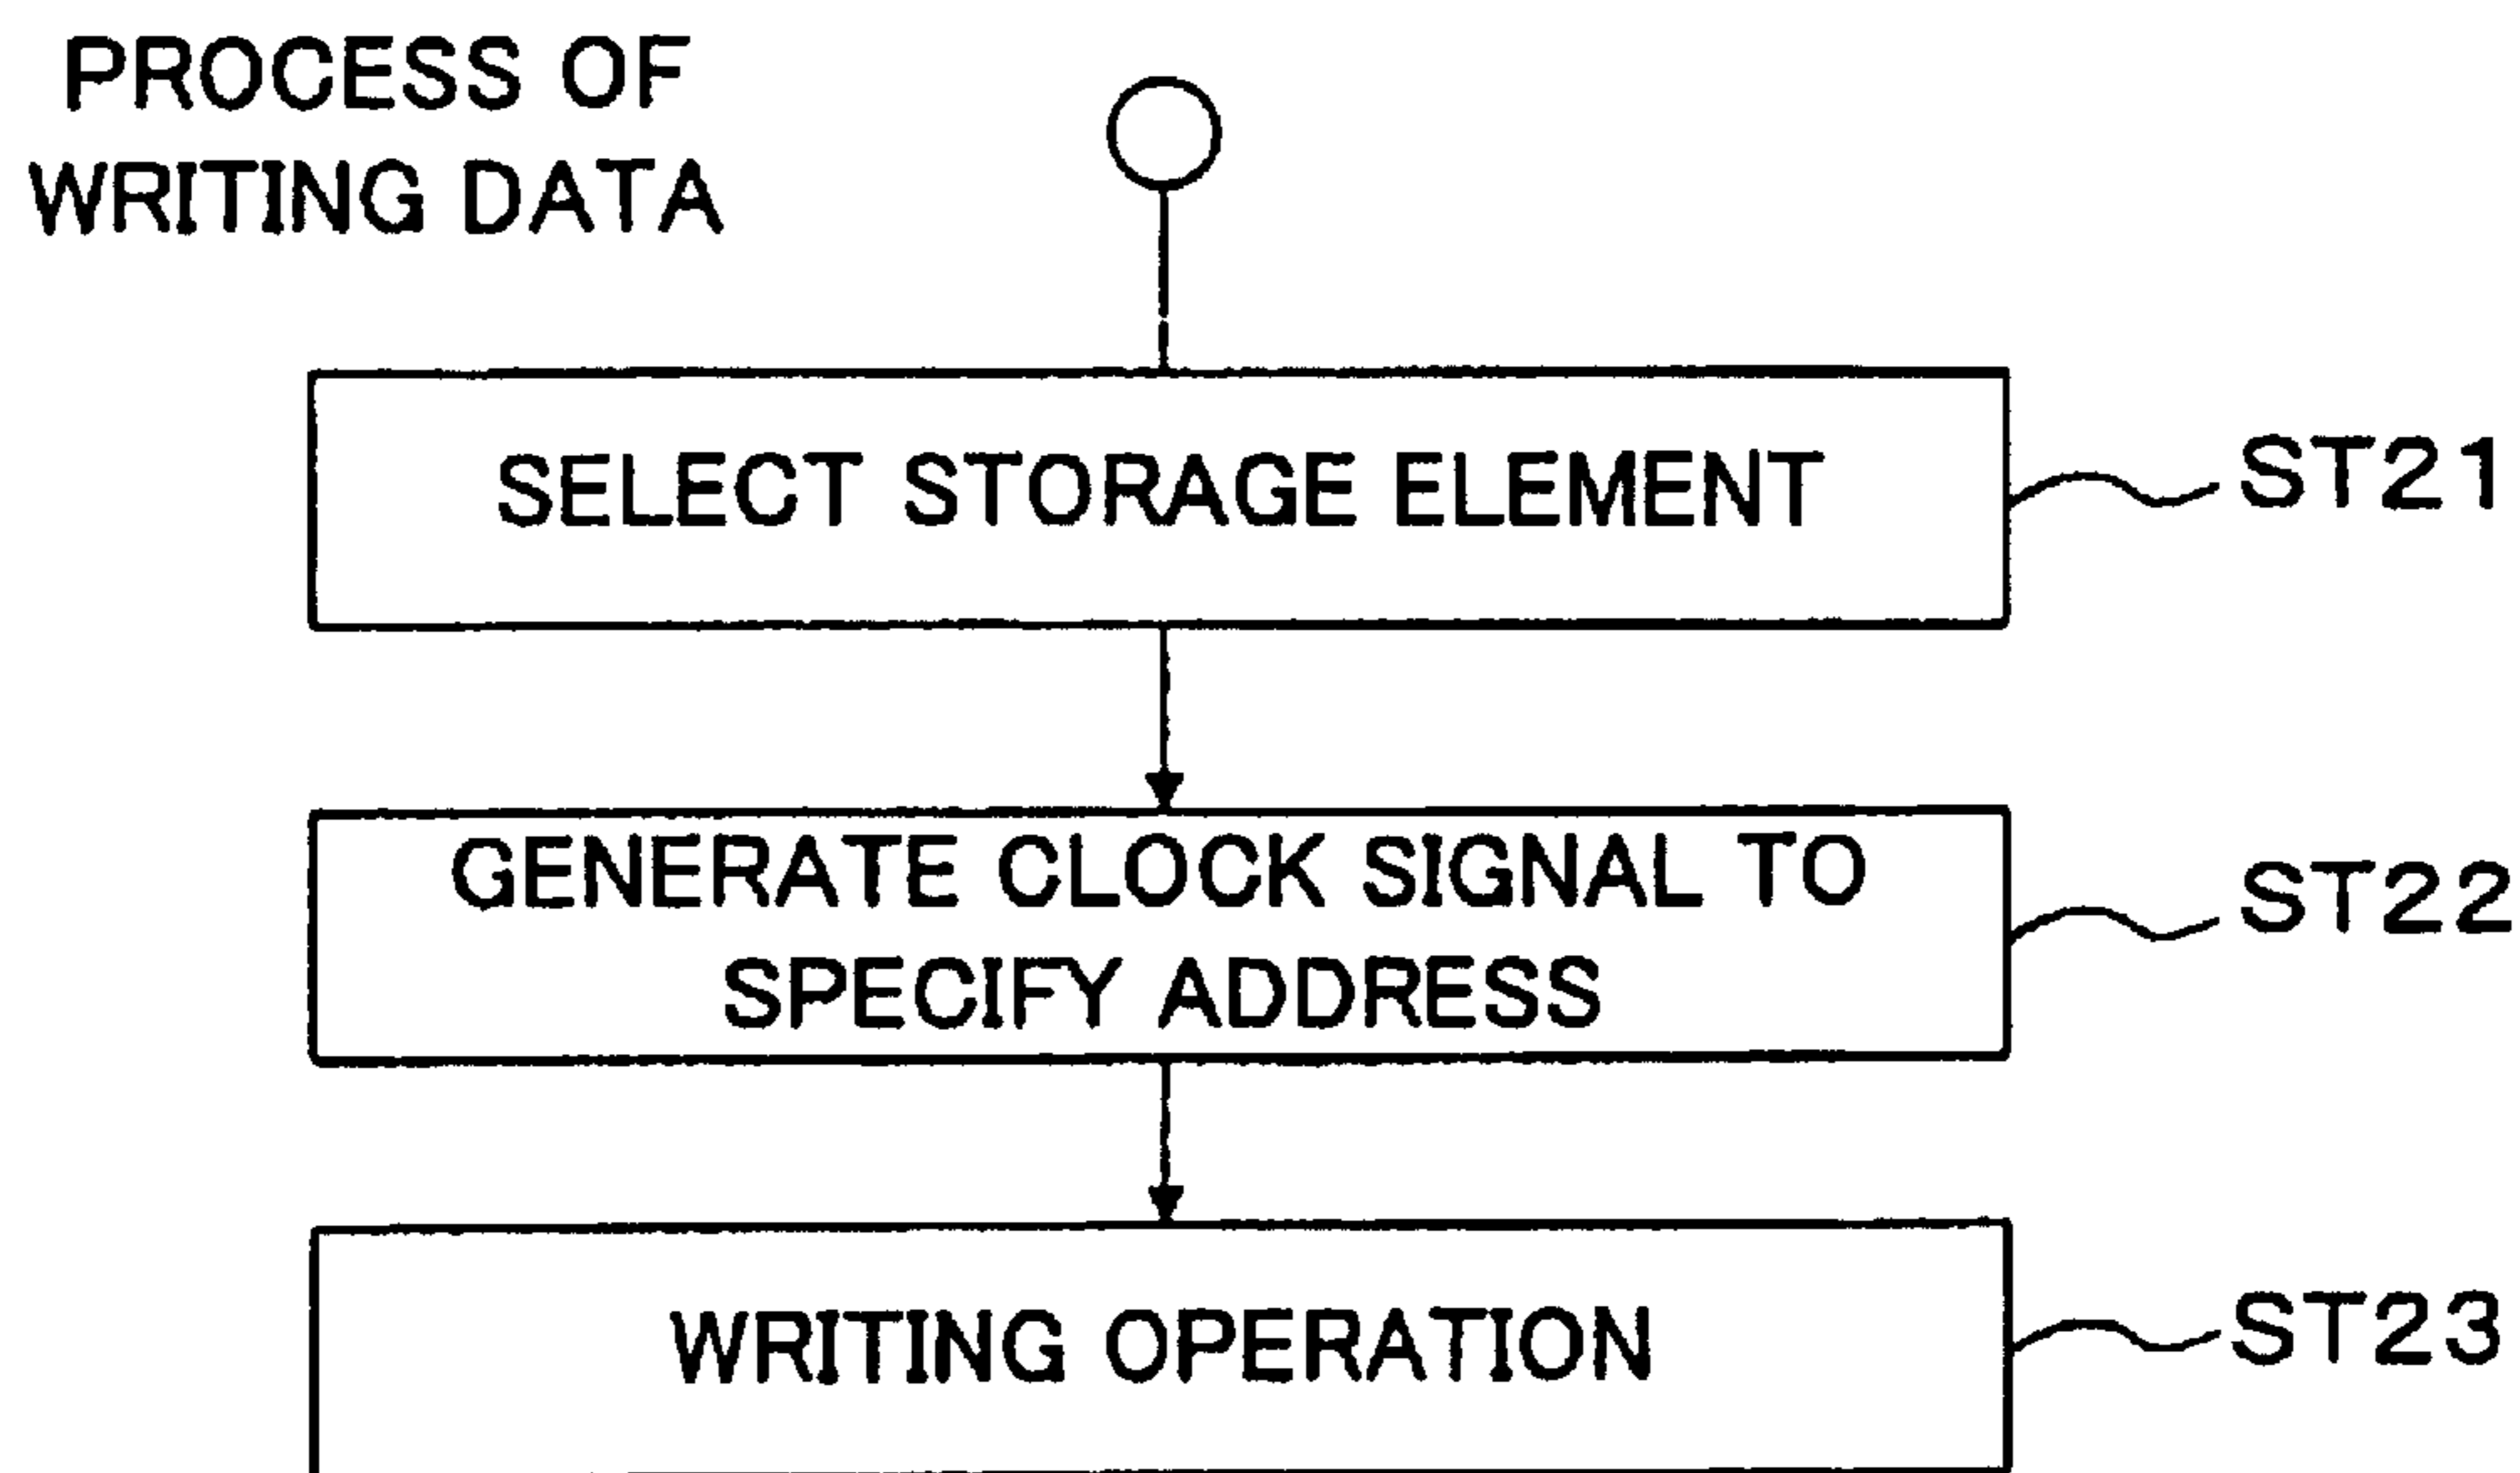 PROCESS OF
WRITING DATA
SELECT STORAGE ELEMENT
ST21
GENERATE CLOCK SIGNAL TO
SPECIFY ADDRESS
ST22
WRITING OPERATION
ST23